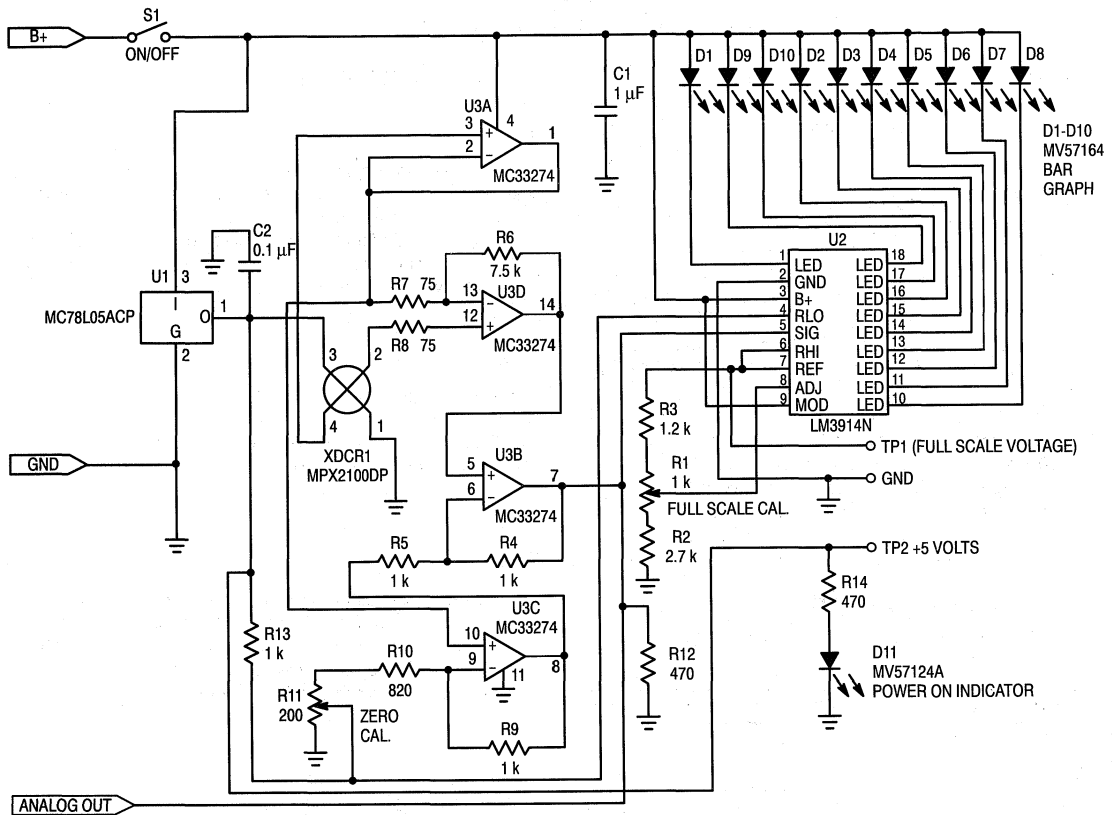 S1
B+
ON/OFF
D1 D9 D10 D2 D3 D4 D5 D6 D7 D8
C1
1 µF
U3A
3 4 1
2
MC33274
D1-D10
MV57164
BAR
GRAPH
C2
0.1 µF
R6
7.5 k
U2
U1 3
R7 75
13 U3D 14
12
R8 75
MC33274
MC78L05ACP
I O 1
G
2
3 2
4 1
XDCR1
MPX2100DP
1 LED LED 18
2 GND LED 17
3 B+ LED 16
4 RLO LED 15
5 SIG LED 14
6 RHI LED 13
7 REF LED 12
8 ADJ LED 11
9 MOD LED 10
LM3914N
R3
1.2 k
TP1 (FULL SCALE VOLTAGE)
GND
5 U3B 7
6
MC33274
R1
1 k
FULL SCALE CAL.
GND
R2
2.7 k
R5
1 k
R4
1 k
TP2 +5 VOLTS
R14
470
U3C
MC33274
10
9 11 8
R13
1 k
R10
820
R12
470
D11
MV57124A
POWER ON INDICATOR
R11
200
ZERO
CAL.
R9
1 k
ANALOG OUT